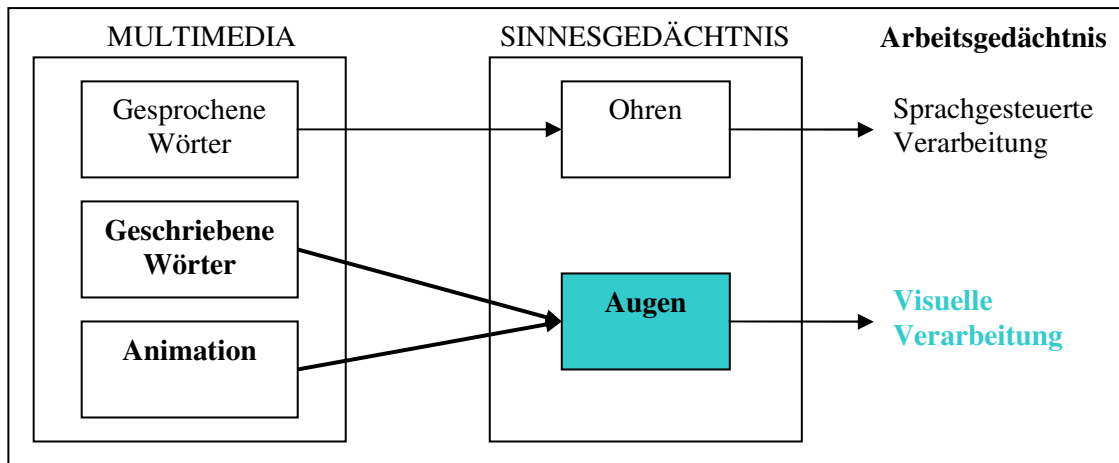 MULTIMEDIA
SINNESGEDÄCHTNIS
Arbeitsgedächtnis
Gesprochene
Wörter
Ohren
Sprachgesteuerte
Verarbeitung
Geschriebene
Wörter
Augen
Visuelle
Verarbeitung
Animation